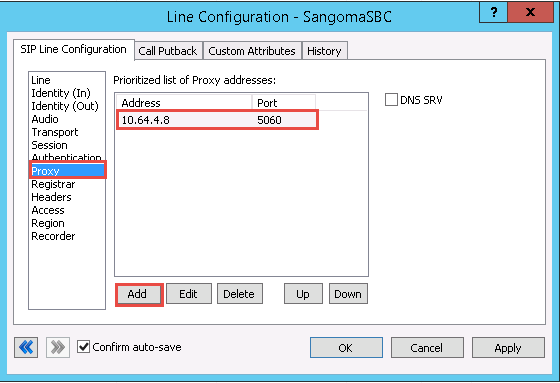 Line Configuration - SangomaSBC
? X
SIP Line Configuration Call Putback Custom Attributes History
Line
Identity (In)
Identity (Out)
Audio
Transport
Session
Authentication
Proxy
Registrar
Headers
Access
Region
Recorder
Prioritized list of Proxy addresses:
Address Port
10.64.4.8 5060
DNS SRV
Add Edit Delete Up Down
Confirm auto-save
OK Cancel Apply